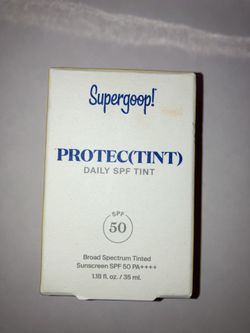 Supergoop!
PROTEC(TINT)
DAILY SPF TINT
SPF
50
Broad Spectrum Tinted
Sunscreen SPF 50 PA++++
1.18 fl. oz. / 35 ml.